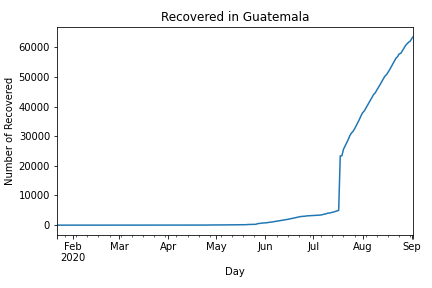 Recovered in Guatemala
Number of Recovered
60000
50000
40000
30000
20000
10000
0
Feb Mar Apr May Jun Jul Aug Sep
2020
Day